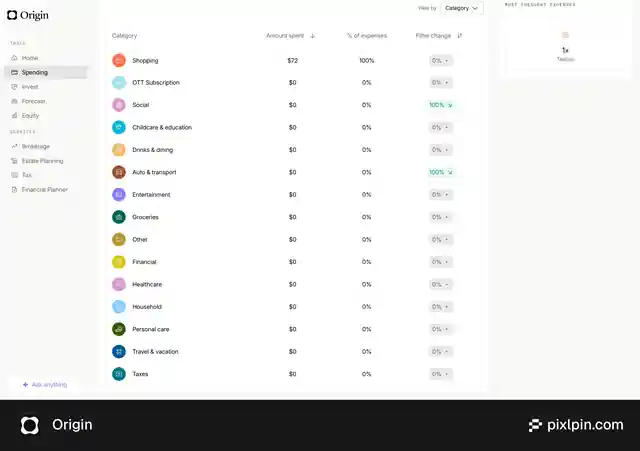 Origin
View by Category
MOST FREQUENT EXPENSES
Category Amount spent % of expenses Filter change
1x
TRACK
Home
Spending
Invest
Forecast
Equity
SERVICES
Brokerage
Estate Planning
Tax
Financial Planner
Shopping $72 100% 0%
OTT Subscription $0 0% 0%
Social $0 0% 100%
Childcare & education $0 0% 0%
Drinks & dining $0 0% 0%
Auto & transport $0 0% 100%
Entertainment $0 0% 0%
Groceries $0 0% 0%
Other $0 0% 0%
Financial $0 0% 0%
Healthcare $0 0% 0%
Household $0 0% 0%
Personal care $0 0% 0%
Travel & vacation $0 0% 0%
Taxes $0 0% 0%
Ask anything
Origin
pixlpin.com